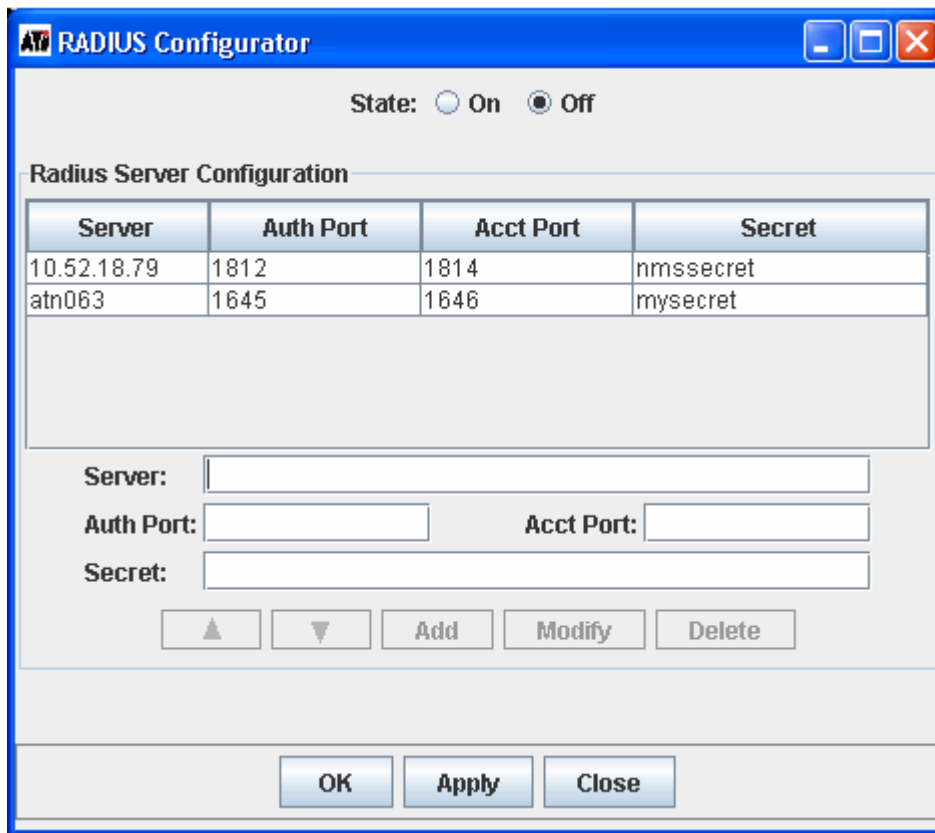 ATi RADIUS Configurator
State: On Off
Radius Server Configuration
Server Auth Port Acct Port Secret
10.52.18.79 1812 1814 nmssecret
atn063 1645 1646 mysecret
Server:
Auth Port: Acct Port:
Secret:
Add Modify Delete
OK Apply Close